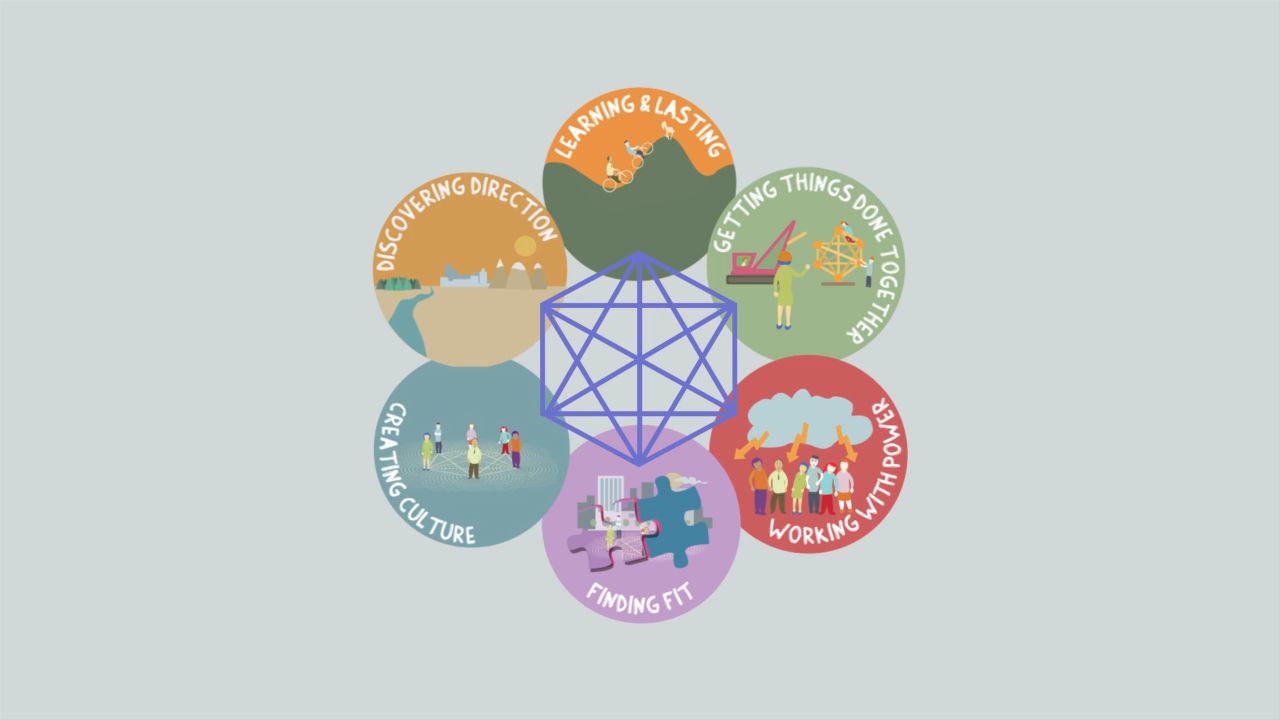 LEARNING & LASTING
DISCOVERING DIRECTION
GETTING THINGS DONE TOGETHER
CREATING CULTURE
WORKING WITH POWER
FINDING FIT